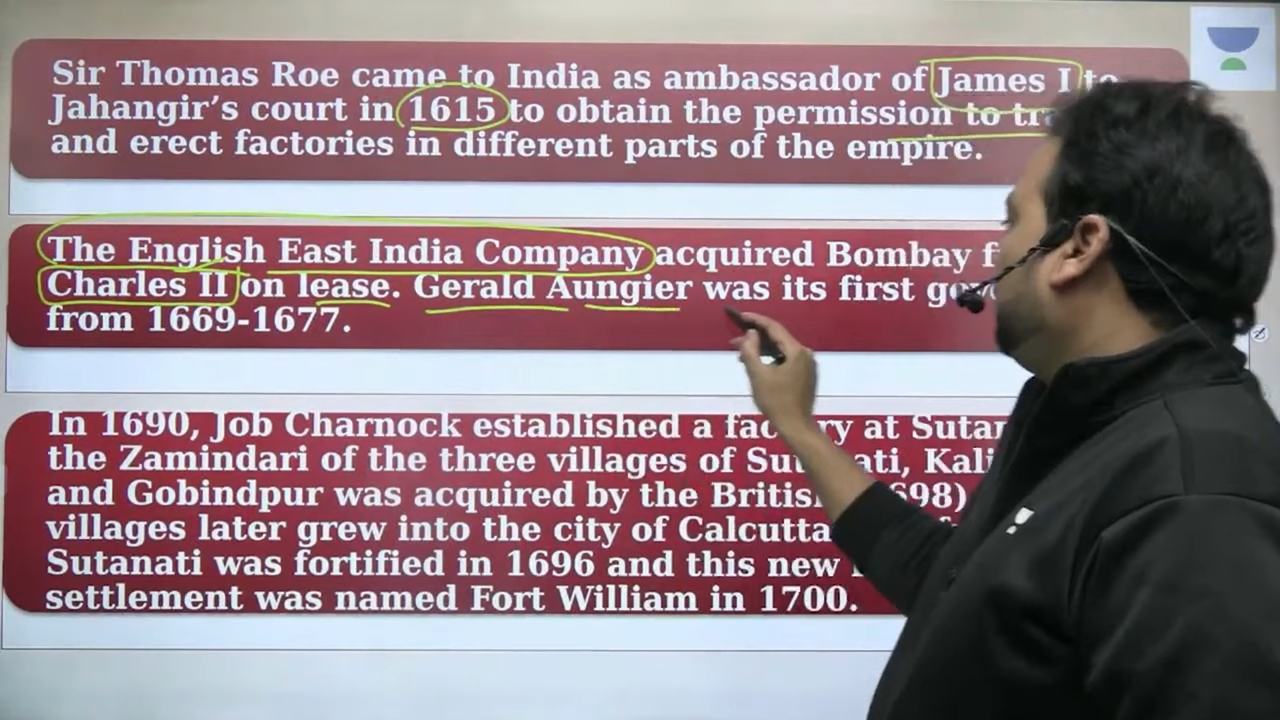 Sir Thomas Roe came to India as ambassador of James I to
Jahangir’s court in 1615 to obtain the permission to
and erect factories in different parts of the empire.
The English East India Company acquired Bombay
Charles II on lease. Gerald Aungier was its first
from 1669-1677.
In 1690, Job Charnock established a at
the Zamindari of the three villages of
and Gobindpur was acquired by the
villages later grew into the city of Calcutta
Sutanati was fortified in 1696 and this new
settlement was named Fort William in 1700.